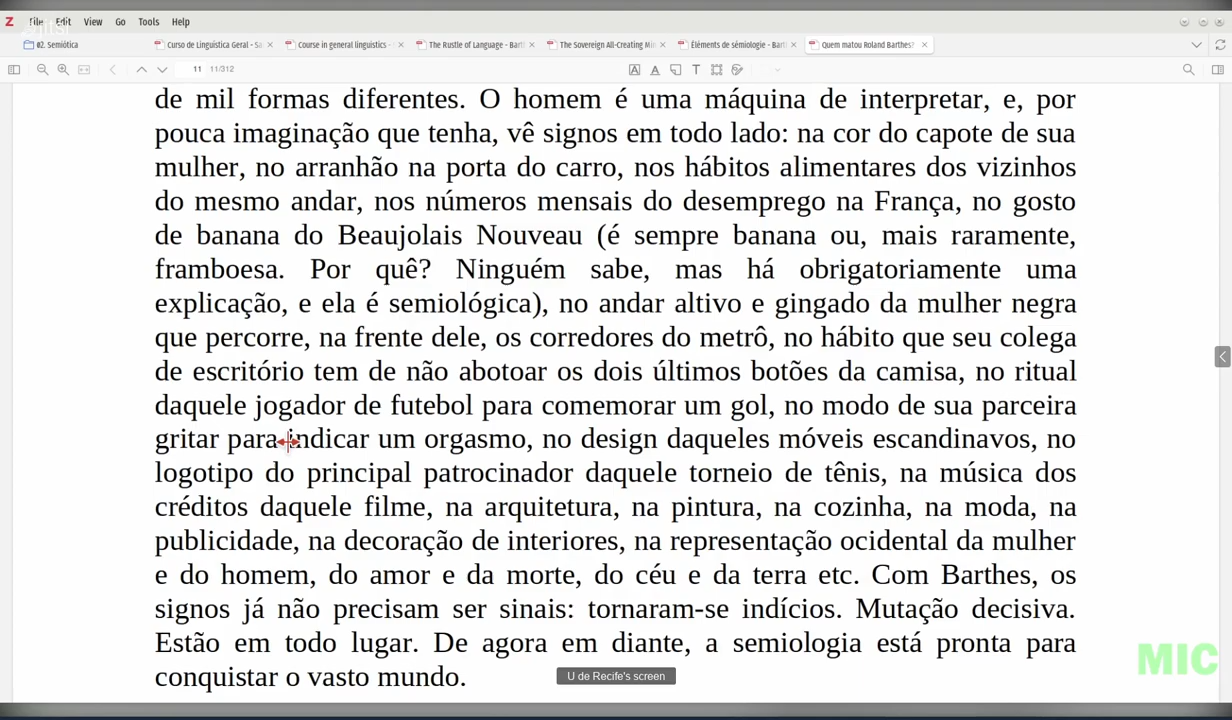 File Edit View Go Tools Help
#2. Semiótica
Curso de Linguística Geral - Sa
Course in general linguistics -
The Rustle of Language - Bart
The Sovereign All-Creating Mi
Éléments de sémiologie - Bart
Quem matou Roland Barthes?
11 11/312
de mil formas diferentes. O homem é uma máquina de interpretar, e, por
pouca imaginação que tenha, vê signos em todo lado: na cor do capote de sua
mulher, no arranhão na porta do carro, nos hábitos alimentares dos vizinhos
do mesmo andar, nos números mensais do desemprego na França, no gosto
de banana do Beaujolais Nouveau (é sempre banana ou, mais raramente,
framboesa. Por quê? Ninguém sabe, mas há obrigatoriamente uma
explicação, e ela é semiológica), no andar altivo e gingado da mulher negra
que percorre, na frente dele, os corredores do metrô, no hábito que seu colega
de escritório tem de não abotoar os dois últimos botões da camisa, no ritual
daquele jogador de futebol para comemorar um gol, no modo de sua parceira
gritar para indicar um orgasmo, no design daqueles móveis escandinavos, no
logotipo do principal patrocinador daquele torneio de tênis, na música dos
créditos daquele filme, na arquitetura, na pintura, na cozinha, na moda, na
publicidade, na decoração de interiores, na representação ocidental da mulher
e do homem, do amor e da morte, do céu e da terra etc. Com Barthes, os
signos já não precisam ser sinais: tornaram-se indícios. Mutação decisiva.
Estão em todo lugar. De agora em diante, a semiologia está pronta para
conquistar o vasto mundo.
U de Recife's screen
MIC